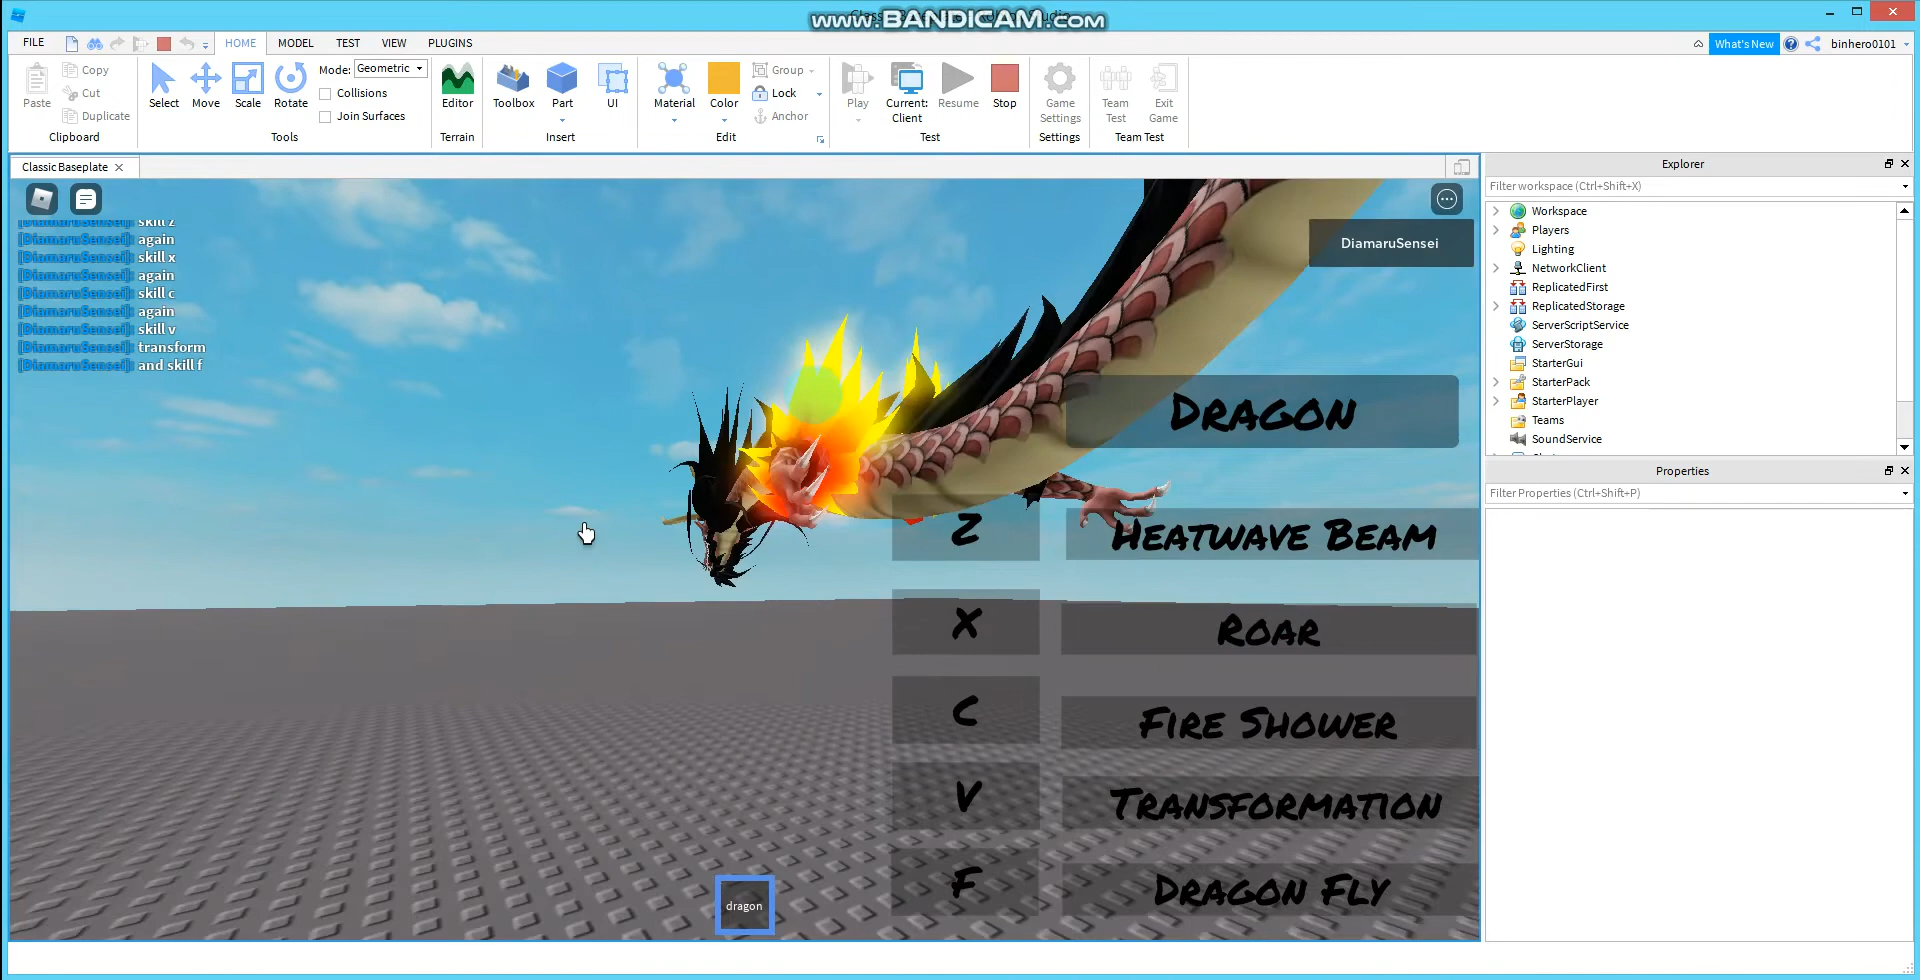 www.BANDICAM.com
FILE
HOME
MODEL
TEST
VIEW
PLUGINS
What's New
binhero0101
Paste
Copy
Cut
Duplicate
Clipboard
Select
Move
Scale
Rotate
Mode:
Geometric
Collisions
Join Surfaces
Tools
Editor
Terrain
Toolbox
Part
UI
Insert
Material
Color
Group
Lock
Anchor
Edit
Play
Current:
Client
Resume
Stop
Test
Game
Settings
Settings
Team
Test
Exit
Game
Team Test
Classic Baseplate
[DiamaruSensei]: skill z
[DiamaruSensei]: again
[DiamaruSensei]: skill x
[DiamaruSensei]: again
[DiamaruSensei]: skill c
[DiamaruSensei]: again
[DiamaruSensei]: skill v
[DiamaruSensei]: transform
[DiamaruSensei]: and skill f
DiamaruSensei
DRAGON
Z HEATWAVE BEAM
X ROAR
C FIRE SHOWER
V TRANSFORMATION
F DRAGON FLY
dragon
Explorer
Filter workspace (Ctrl+Shift+X)
Workspace
Players
Lighting
NetworkClient
ReplicatedFirst
ReplicatedStorage
ServerScriptService
ServerStorage
StarterGui
StarterPack
StarterPlayer
Teams
SoundService
Properties
Filter Properties (Ctrl+Shift+P)